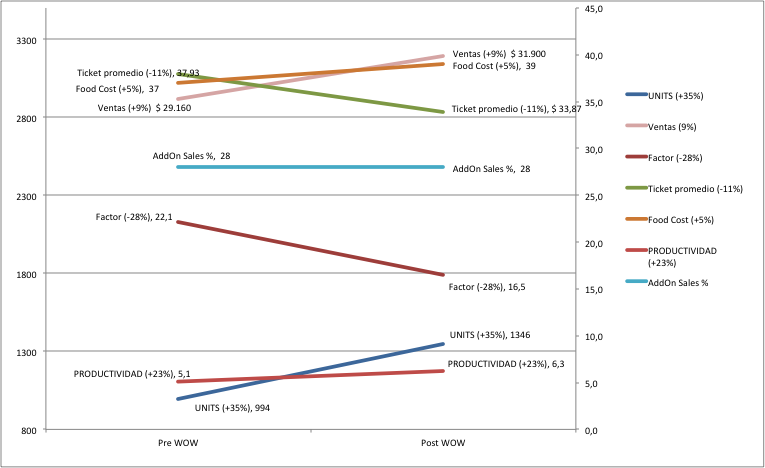 45,0
3300
40,0
Ventas (+9%)  $ 31.900
Food Cost (+5%),  39
Ticket promedio (-11%), 37,93
Food Cost (+5%),  37
Ventas (+9%)  $ 29.160
Ticket promedio (-11%), $ 33,87
35,0
UNITS (+35%)
2800
Ventas (9%)
30,0
AddOn Sales %,  28
AddOn Sales %,  28
Factor (-28%)
2300
25,0
Ticket promedio (-11%)
Factor (-28%), 22,1
Food Cost (+5%)
20,0
PRODUCTIVIDAD
(+23%)
1800
Factor (-28%), 16,5
15,0
AddOn Sales %
UNITS (+35%), 1346
10,0
1300
PRODUCTIVIDAD (+23%), 6,3
PRODUCTIVIDAD (+23%), 5,1
5,0
UNITS (+35%), 994
800
0,0
Pre WOW
Post WOW